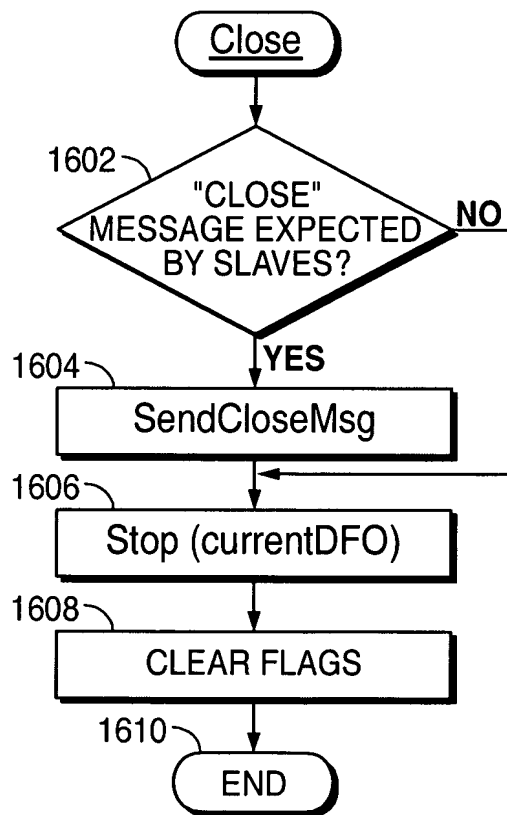 Close
1602
"CLOSE"
MESSAGE EXPECTED
BY SLAVES?
NO
YES
1604
SendCloseMsg
1606
Stop (currentDFO)
1608
CLEAR FLAGS
1610
END